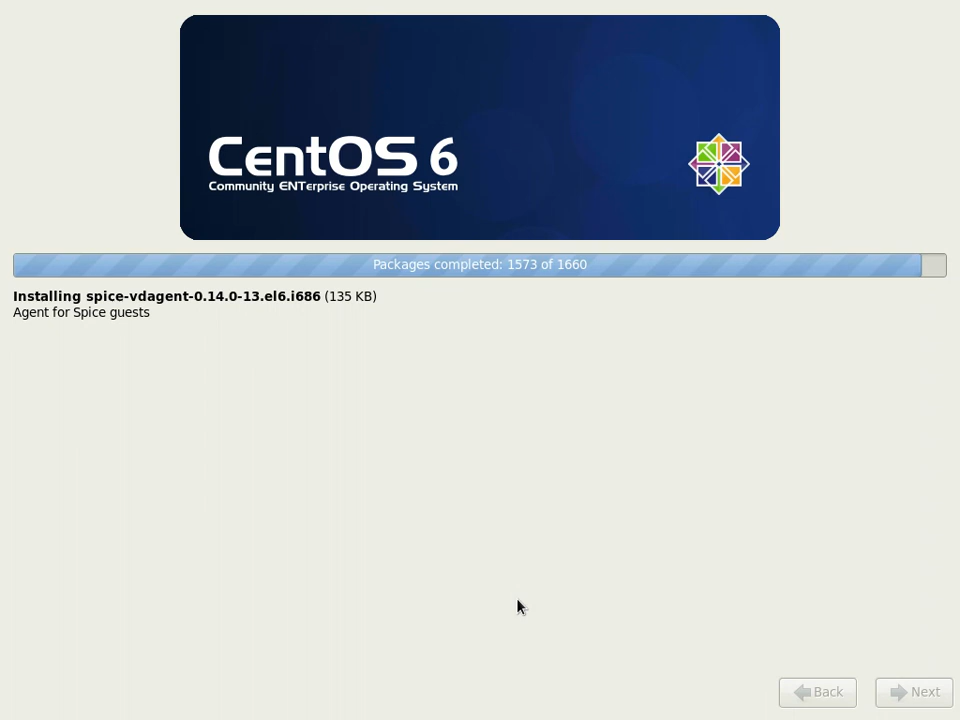 CentOS 6
Community ENTerprise Operating System
Packages completed: 1573 of 1660
Installing spice-vdagent-0.14.0-13.el6.i686 (135 KB)
Agent for Spice guests
Back
Next